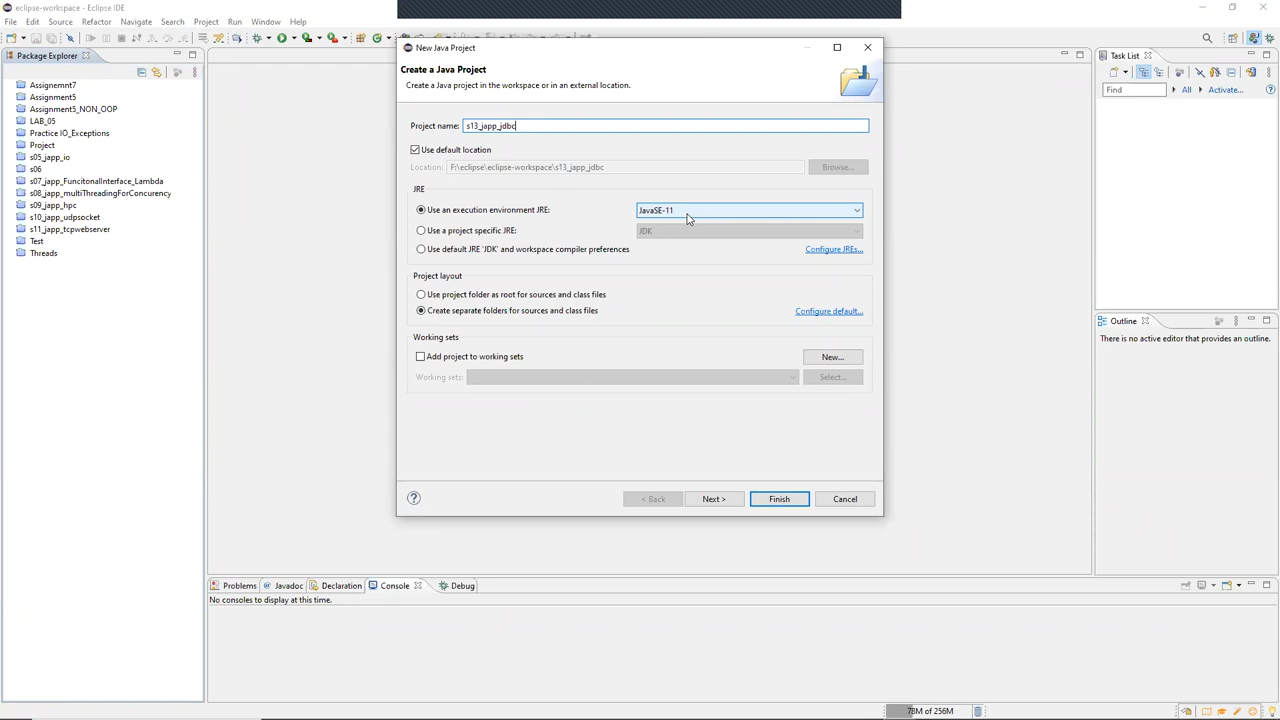 eclipse-workspace - Eclipse IDE
File Edit Source Refactor Navigate Search Project Run Window Help
Package Explorer
Assignemnt7
Assignment5
Assignment5_NON_OOP
LAB_05
Practice IO_Exceptions
Project
s05_japp_io
s06
s07_japp_FuncitonalInterface_Lambda
s08_japp_multiThreadingForConcurency
s09_japp_hpc
s10_japp_udpsocket
s11_japp_tcpwebserver
Test
Threads
New Java Project
Create a Java Project
Create a Java project in the workspace or in an external location.
Project name: s13_japp_jdbc
Use default location
Location: F:\eclipse\eclipse-workspace\s13_japp_jdbc Browse...
JRE
Use an execution environment JRE: JavaSE-11
Use a project specific JRE: JDK
Use default JRE 'JDK' and workspace compiler preferences Configure JREs...
Project layout
Use project folder as root for sources and class files
Create separate folders for sources and class files Configure default...
Working sets
Add project to working sets New...
Working sets: Select...
? < Back Next > Finish Cancel
Task List
Find All Activate...
Outline
There is no active editor that provides an outline.
Problems @ Javadoc Declaration Console Debug
No consoles to display at this time.
78M of 256M